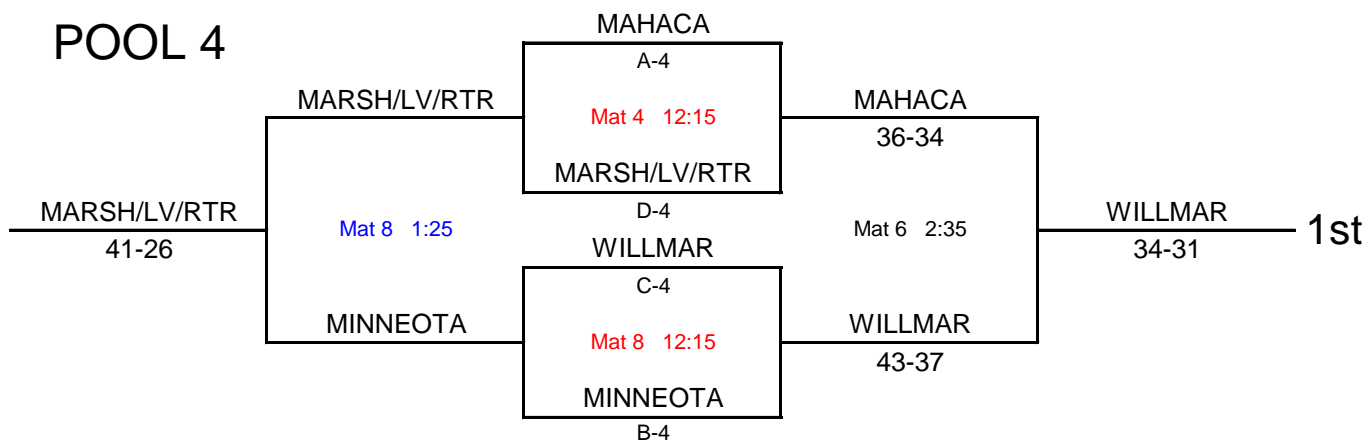 POOL 4
MAHACA
A-4
MARSH/LV/RTR
Mat 4 12:15
MAHACA
36-34
MARSH/LV/RTR
D-4
MARSH/LV/RTR
41-26
Mat 8 1:25
Mat 6 2:35
WILLMAR
34-31
1st
WILLMAR
C-4
MINNEOTA
Mat 8 12:15
WILLMAR
43-37
MINNEOTA
B-4